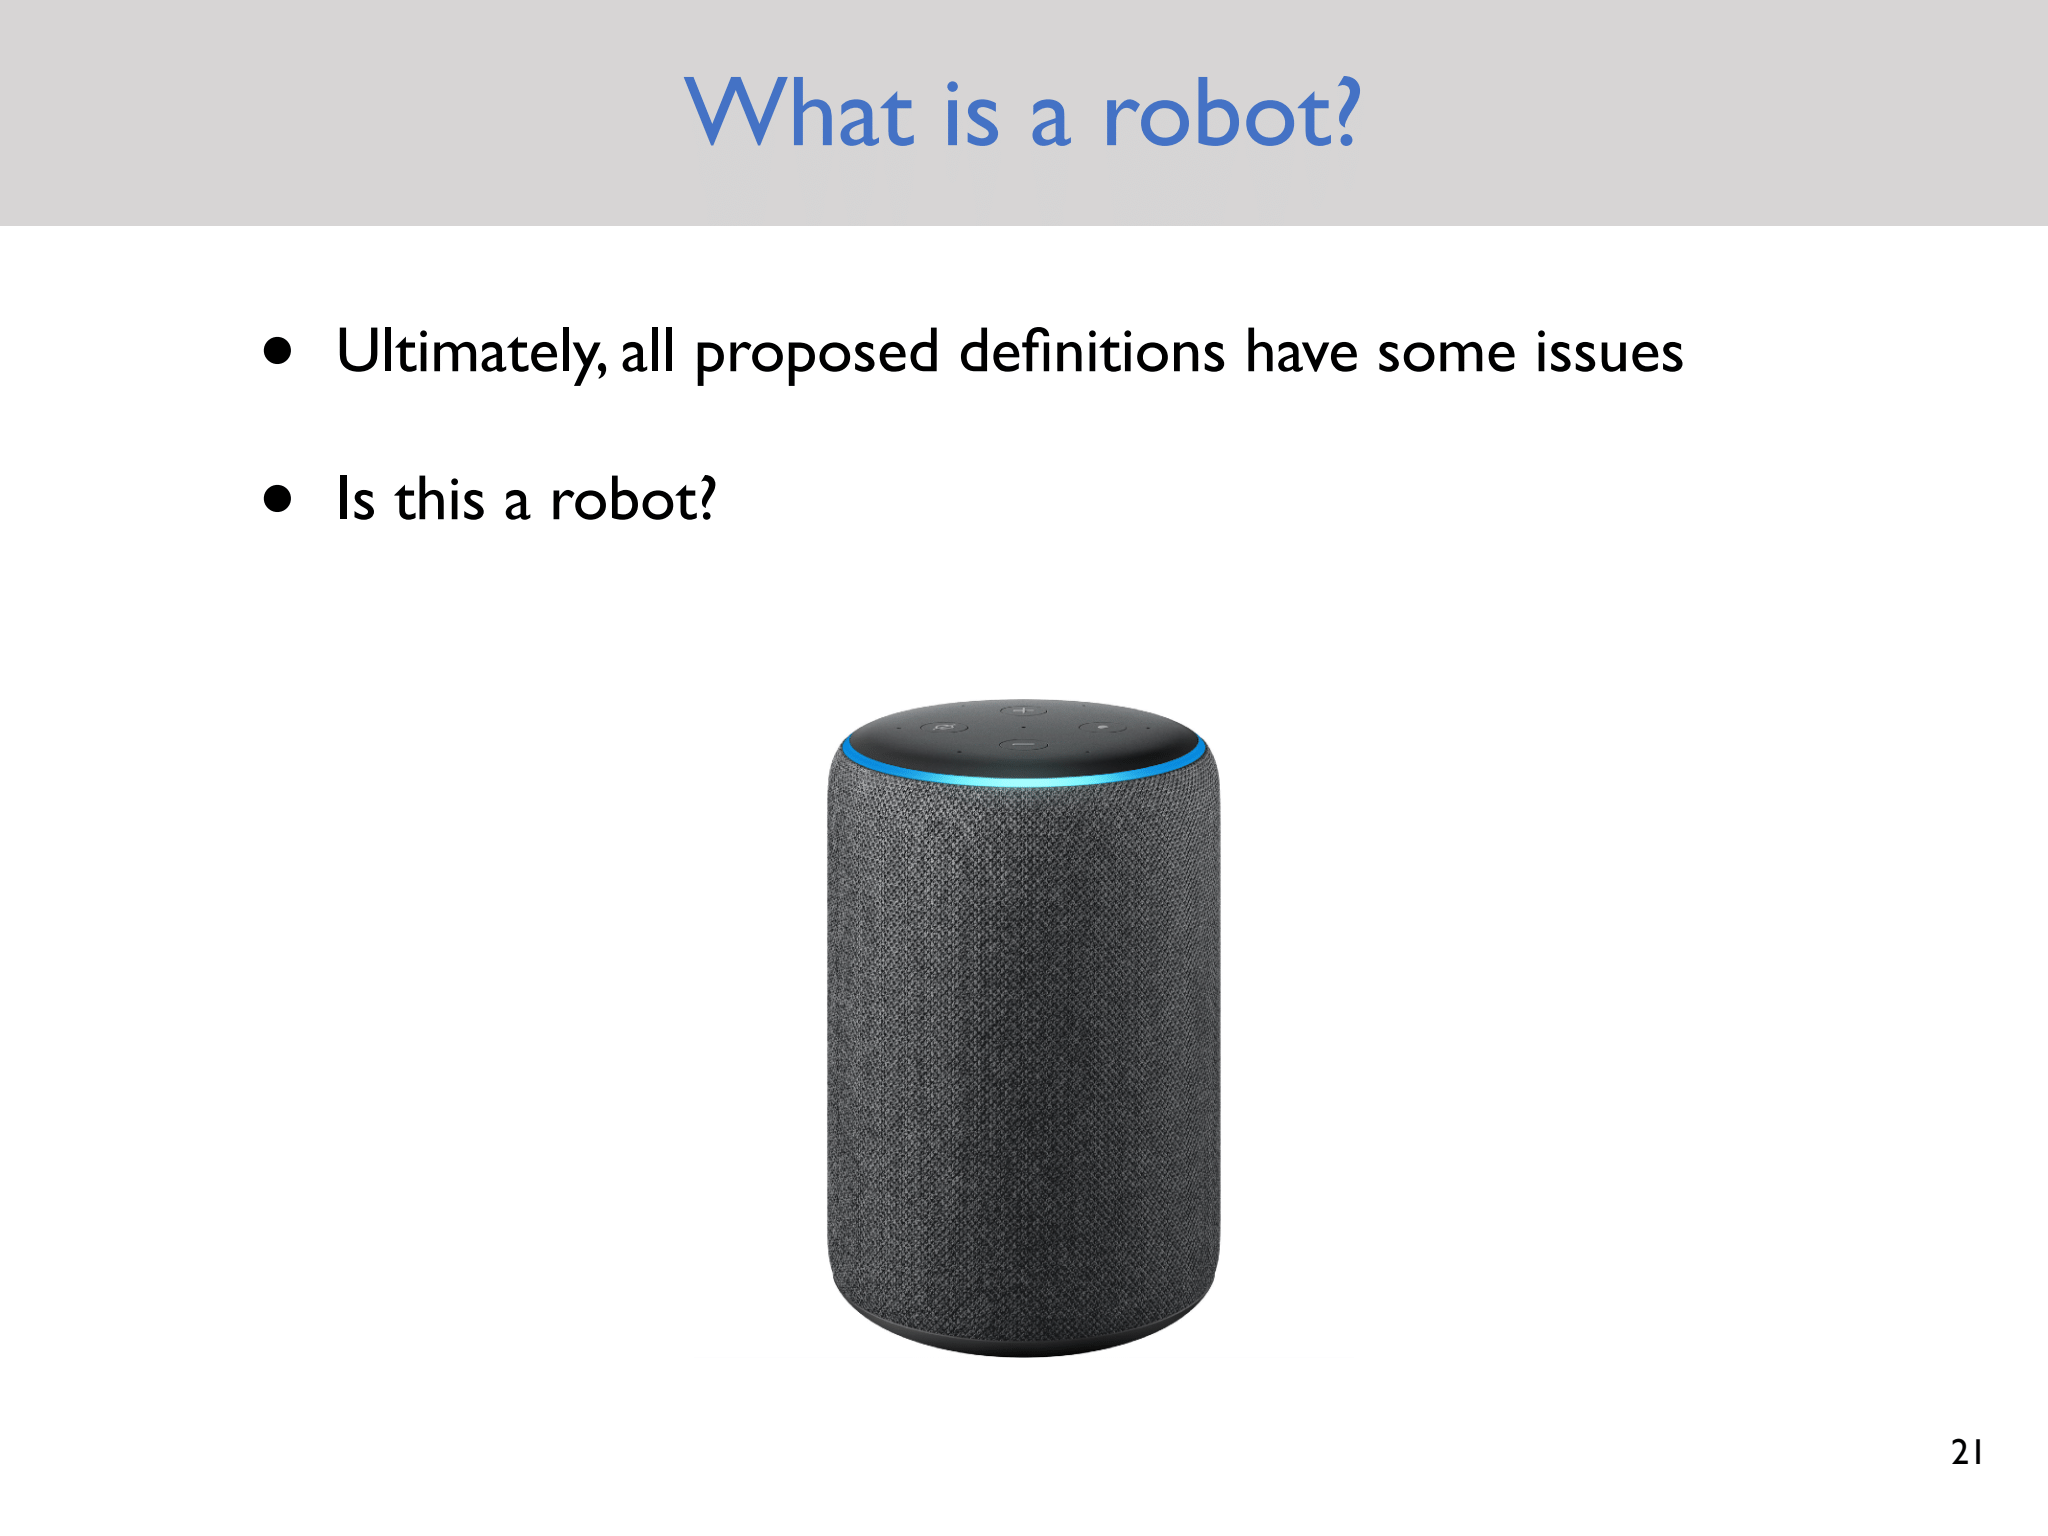 What is a robot?
• Ultimately, all proposed definitions have some issues
• Is this a robot?
21